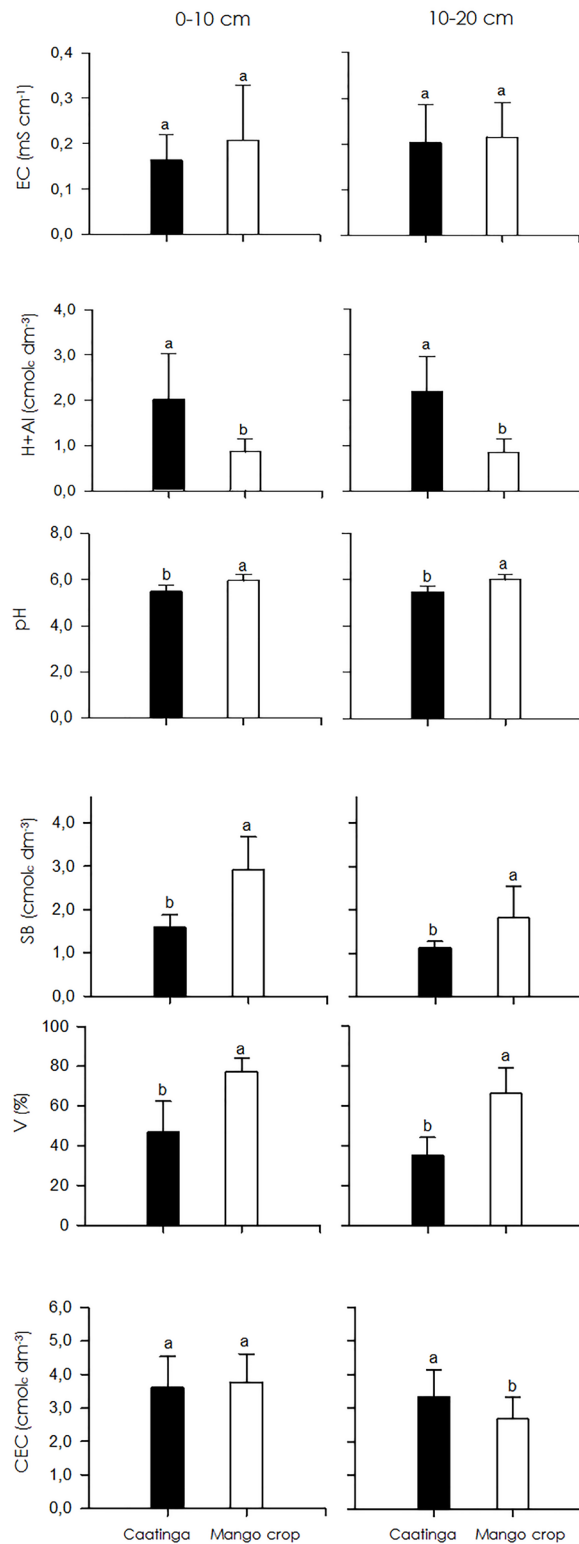 0-10 cm
10-20 cm
EC (mS cm-1)
0,4
0,3
0,2
0,1
0,0
a
a
a
a
H+Al (cmolc dm-3)
4,0
3,0
2,0
1,0
0,0
a
b
a
b
pH
8,0
6,0
4,0
2,0
0,0
b
a
b
a
SB (cmolc dm-3)
4,0
3,0
2,0
1,0
0,0
b
a
b
a
V (%)
100
80
60
40
20
0
b
a
b
a
CEC (cmolc dm-3)
6,0
5,0
4,0
3,0
2,0
1,0
0,0
a
a
a
b
Caatinga
Mango crop
Caatinga
Mango crop